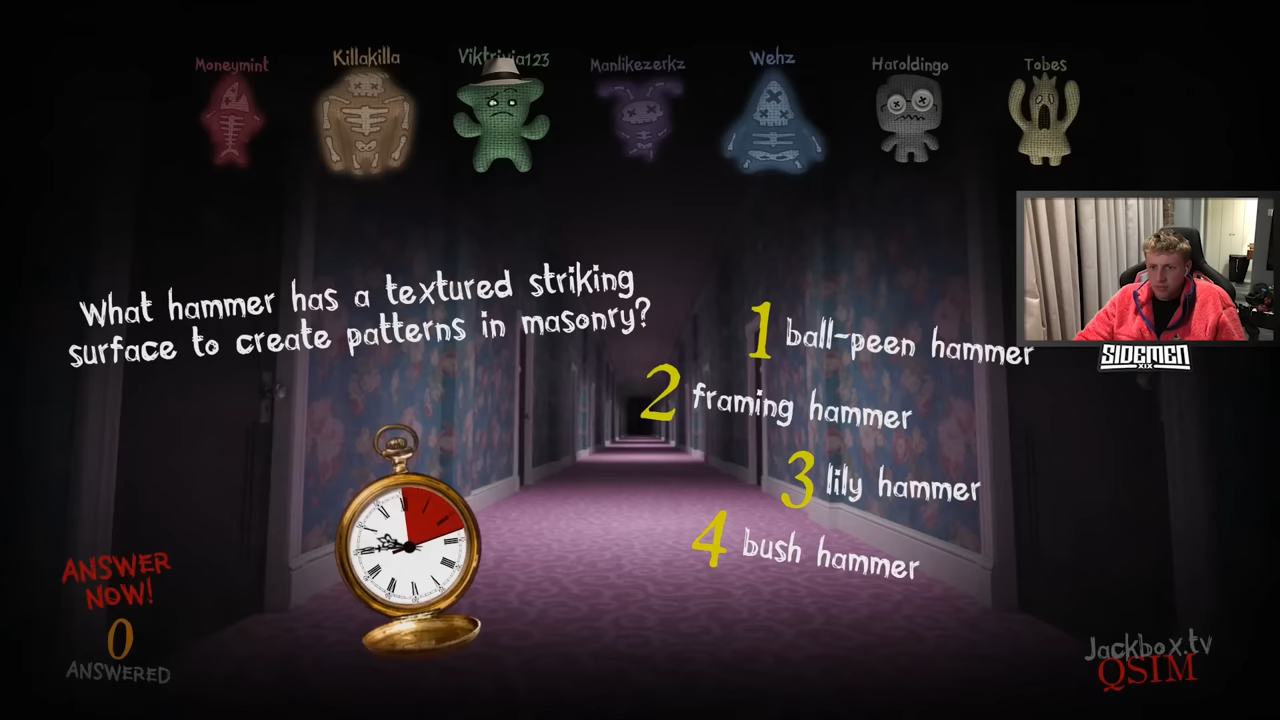 Moneymint
Killakilla
Viktrivia123
Manlikezerkz
Wehz
Haroldingo
Tobes
What hammer has a textured striking
surface to create patterns in masonry?
1 ball-peen hammer
2 framing hammer
3 lily hammer
4 bush hammer
SIDEMEN
XIX
ANSWER
NOW!
0
ANSWERED
Jackbox.tv
QSIM